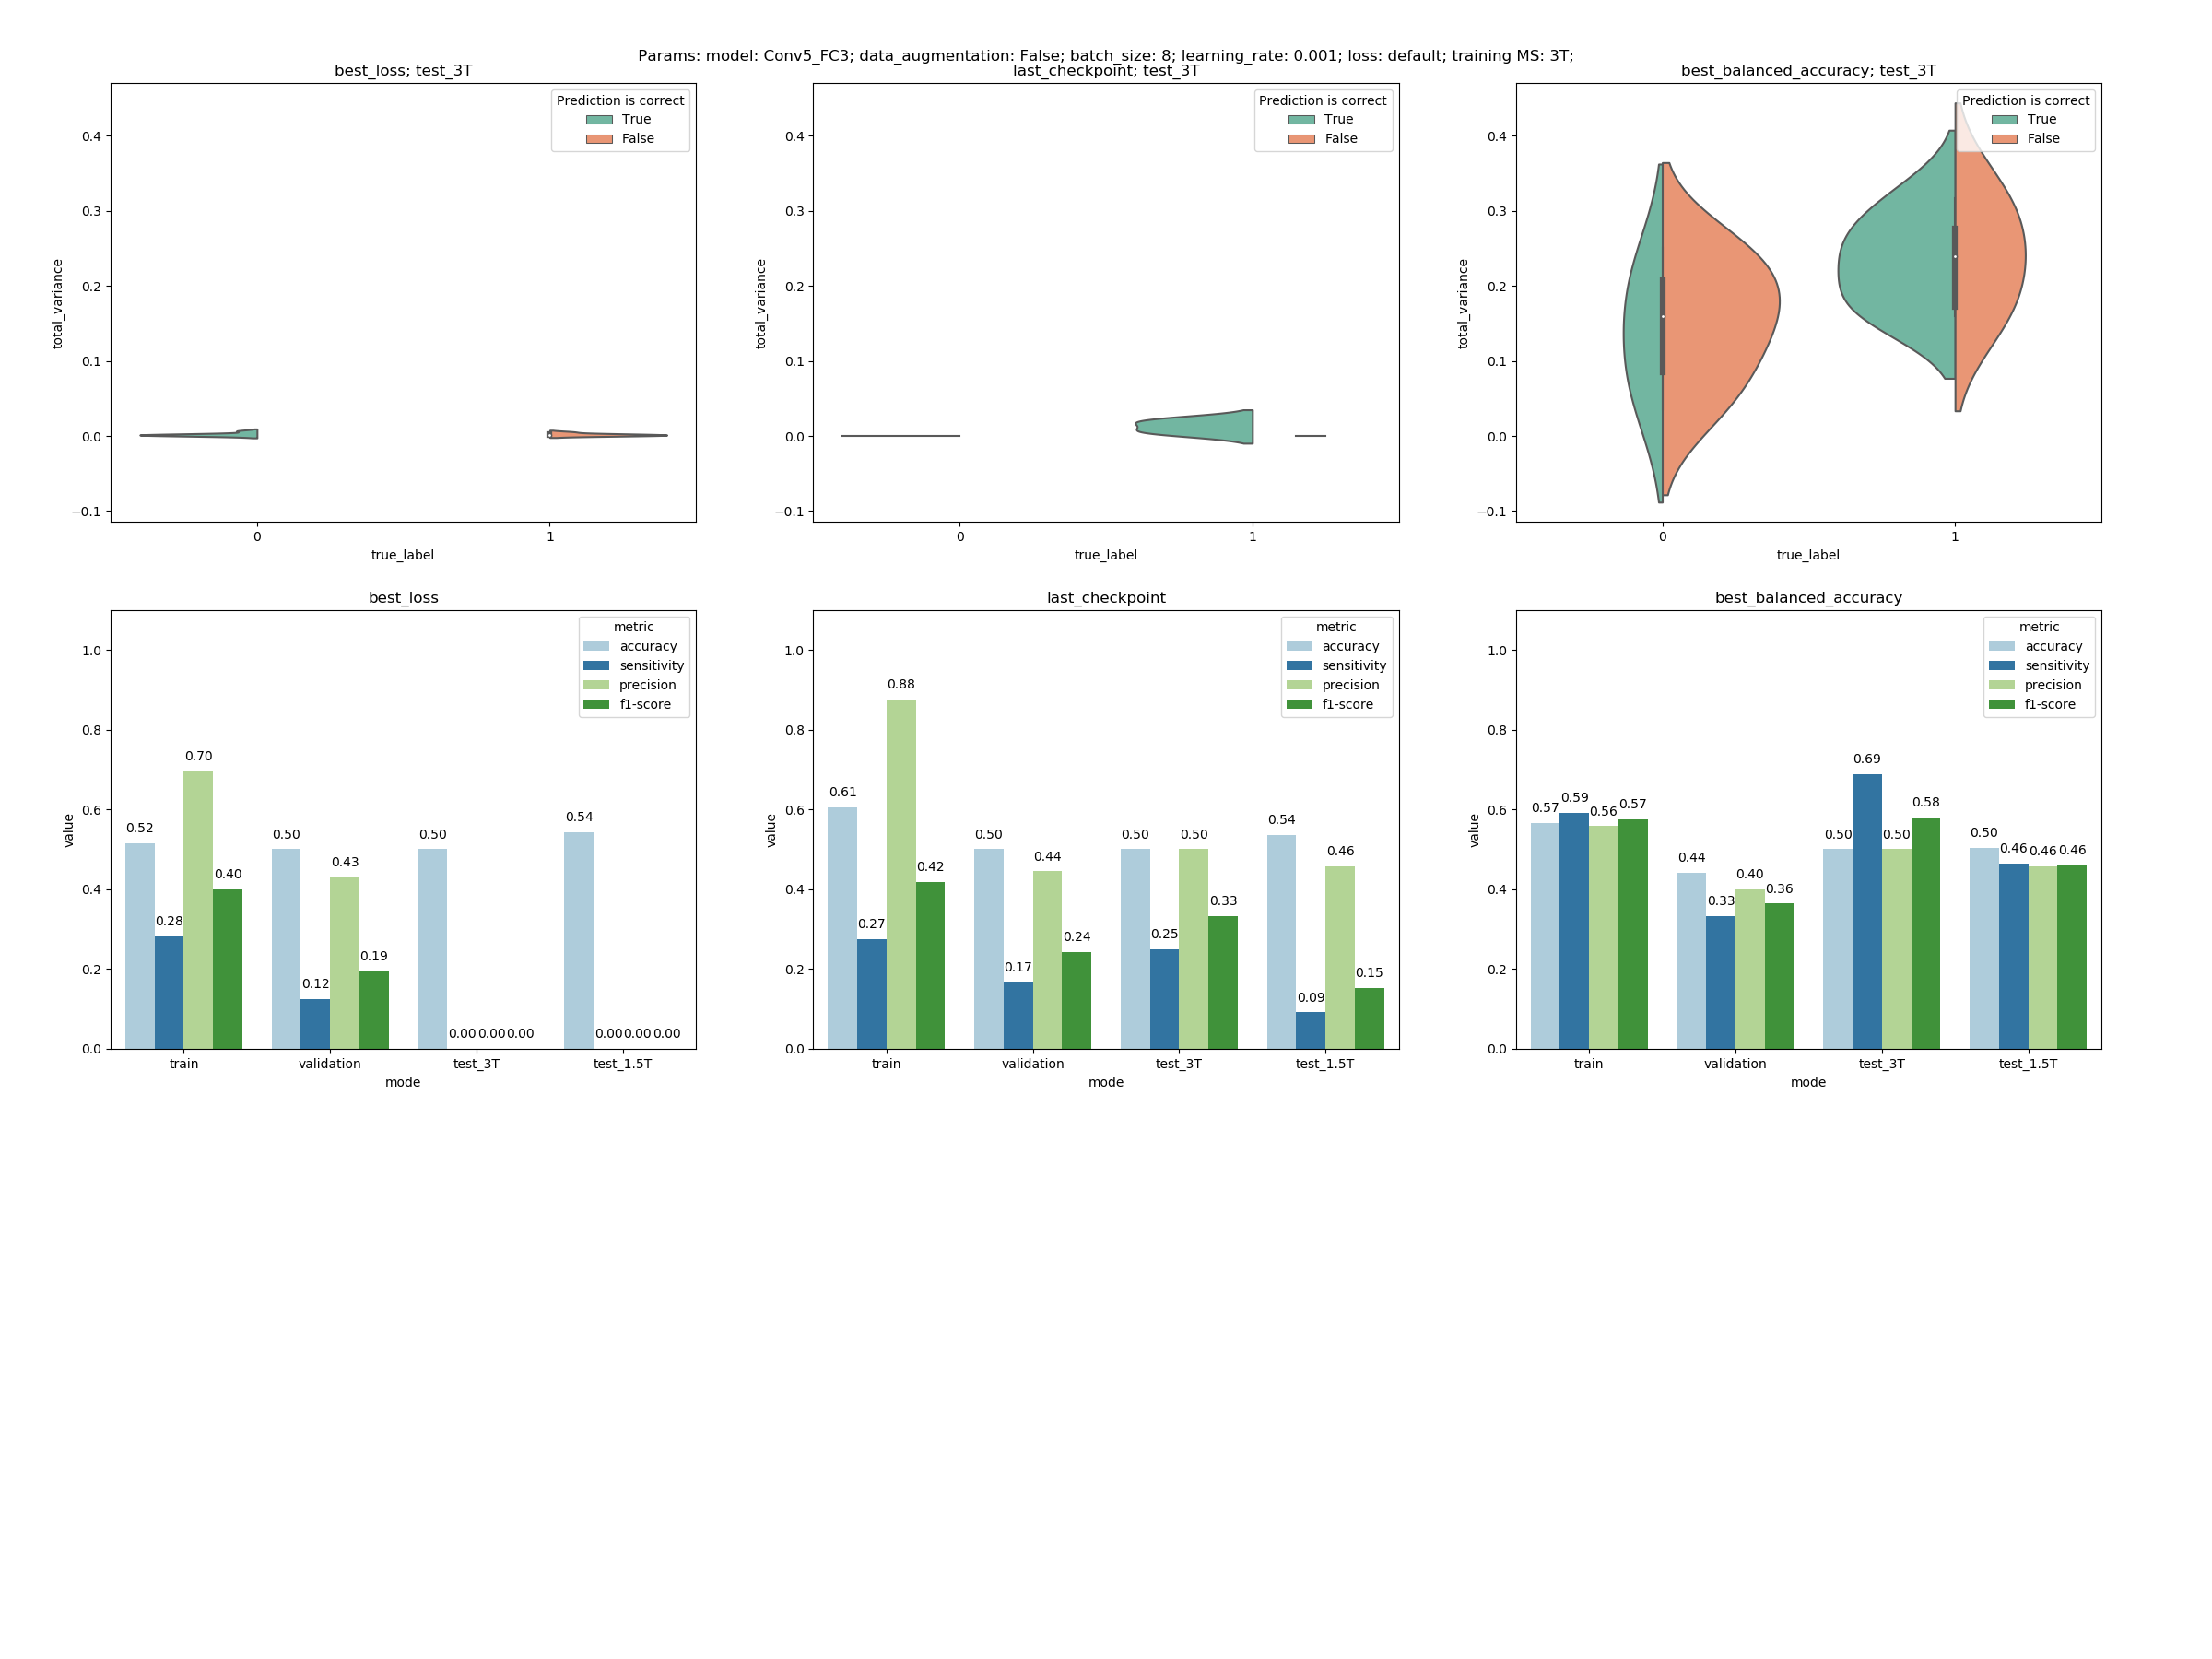 Params: model: Conv5_FC3; data_augmentation: False; batch_size: 8; learning_rate: 0.001; loss: default; training MS: 3T;
best_loss; test_3T
Prediction is correct
True
False
0.4
0.3
0.2
0.1
0.0
−0.1
total_variance
0
1
true_label
last_checkpoint; test_3T
Prediction is correct
True
False
0.4
0.3
0.2
0.1
0.0
−0.1
total_variance
0
1
true_label
best_balanced_accuracy; test_3T
Prediction is correct
True
False
0.4
0.3
0.2
0.1
0.0
−0.1
total_variance
0
1
true_label
best_loss
metric
accuracy
sensitivity
precision
f1-score
1.0
0.8
0.6
0.4
0.2
0.0
value
0.52
0.28
0.70
0.40
0.50
0.12
0.43
0.19
0.50
0.00
0.00
0.00
0.54
0.00
0.00
0.00
train
validation
test_3T
test_1.5T
mode
last_checkpoint
metric
accuracy
sensitivity
precision
f1-score
1.0
0.8
0.6
0.4
0.2
0.0
value
0.61
0.27
0.88
0.42
0.50
0.17
0.44
0.24
0.50
0.25
0.50
0.33
0.54
0.09
0.46
0.15
train
validation
test_3T
test_1.5T
mode
best_balanced_accuracy
metric
accuracy
sensitivity
precision
f1-score
1.0
0.8
0.6
0.4
0.2
0.0
value
0.57
0.59
0.56
0.57
0.44
0.33
0.40
0.36
0.50
0.69
0.50
0.58
0.50
0.46
0.46
0.46
train
validation
test_3T
test_1.5T
mode